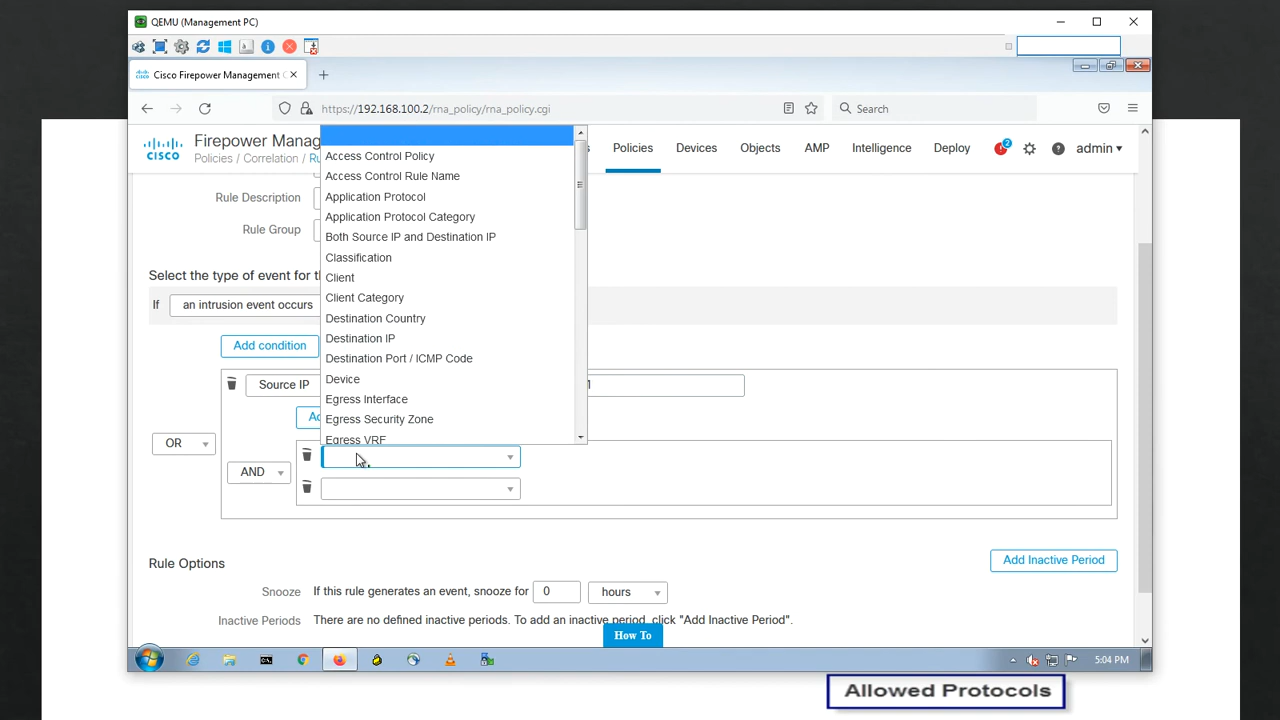 QEMU (Management PC)
Cisco Firepower Management C
https://192.168.100.2/rna_policy/rna_policy.cgi
Search
CISCO
Firepower Mana
Policies / Correlation / Ru
s
Policies
Devices
Objects
AMP
Intelligence
Deploy
2
admin
Access Control Policy
Access Control Rule Name
Application Protocol
Application Protocol Category
Both Source IP and Destination IP
Classification
Client
Client Category
Destination Country
Destination IP
Destination Port / ICMP Code
Device
Egress Interface
Egress Security Zone
Egress VRF
Rule Description
Rule Group
Select the type of event for th
If
an intrusion event occurs
Add condition
Source IP
Ad
OR
AND
Rule Options
Add Inactive Period
Snooze
If this rule generates an event, snooze for
0
hours
Inactive Periods
There are no defined inactive periods. To add an inactive period, click "Add Inactive Period".
How To
5:04 PM
Allowed Protocols